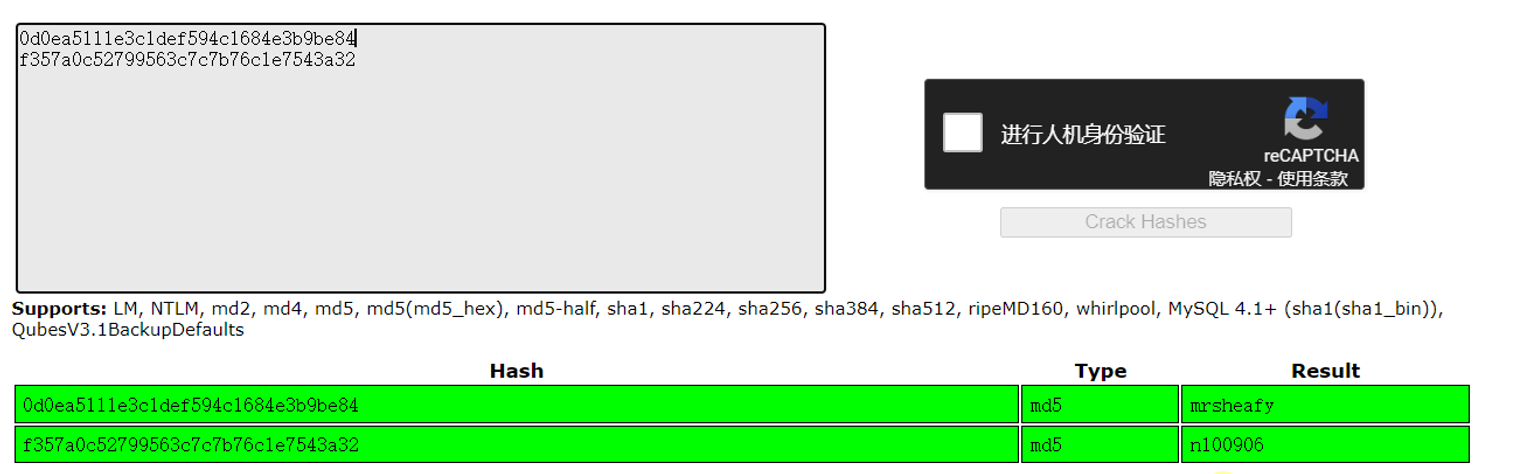 0d0ea5111e3c1def594c1684e3b9be84
f357a0c52799563c7c7b76c1e7543a32
进行人机身份验证
reCAPTCHA
隐私权 - 使用条款
Crack Hashes
Supports: LM, NTLM, md2, md4, md5, md5(md5_hex), md5-half, sha1, sha224, sha256, sha384, sha512, ripeMD160, whirlpool, MySQL 4.1+ (sha1(sha1_bin)),
QubesV3.1BackupDefaults
Hash Type Result
0d0ea5111e3c1def594c1684e3b9be84 md5 mrsheafy
f357a0c52799563c7c7b76c1e7543a32 md5 n100906